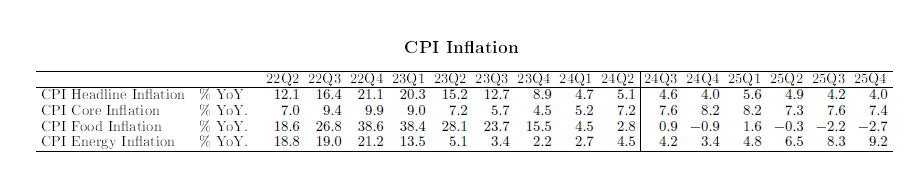 CPI Inflation
22Q2 22Q3 22Q4 23Q1 23Q2 23Q3 23Q4 24Q1 24Q2 24Q3 24Q4 25Q1 25Q2 25Q3 25Q4
CPI Headline Inflation % YoY 12.1 16.4 21.1 20.3 15.2 12.7 8.9 4.7 5.1 4.6 4.0 5.6 4.9 4.2 4.0
CPI Core Inflation % YoY. 7.0 9.4 9.9 9.0 7.2 5.7 4.5 5.2 7.2 7.6 8.2 8.2 7.3 7.6 7.4
CPI Food Inflation % YoY. 18.6 26.8 38.6 38.4 28.1 23.7 15.5 4.5 2.8 0.9 −0.9 1.6 −0.3 −2.2 −2.7
CPI Energy Inflation % YoY. 18.8 19.0 21.2 13.5 5.1 3.4 2.2 2.7 4.5 4.2 3.4 4.8 6.5 8.3 9.2